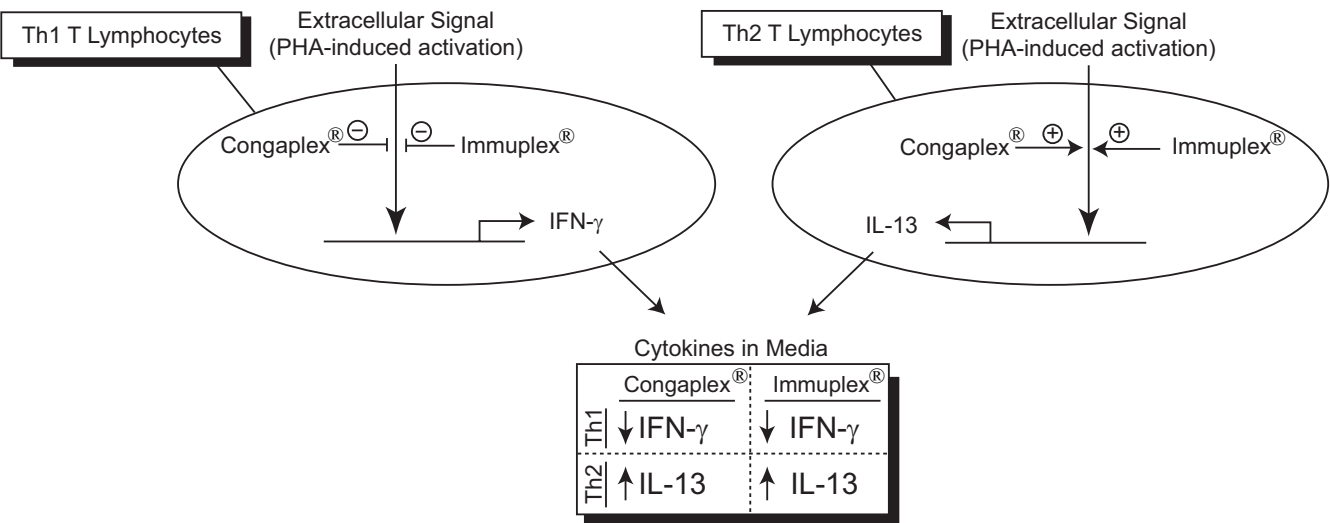 Th1 T Lymphocytes
Extracellular Signal
(PHA-induced activation)
Congaplex® ⊖
⊖ Immuplex®
IFN-γ
Th2 T Lymphocytes
Extracellular Signal
(PHA-induced activation)
Congaplex® ⊕
⊕ Immuplex®
IL-13
Cytokines in Media
Congaplex® Immuplex®
Th1 ↓ IFN-γ ↓ IFN-γ
Th2 ↑ IL-13 ↑ IL-13